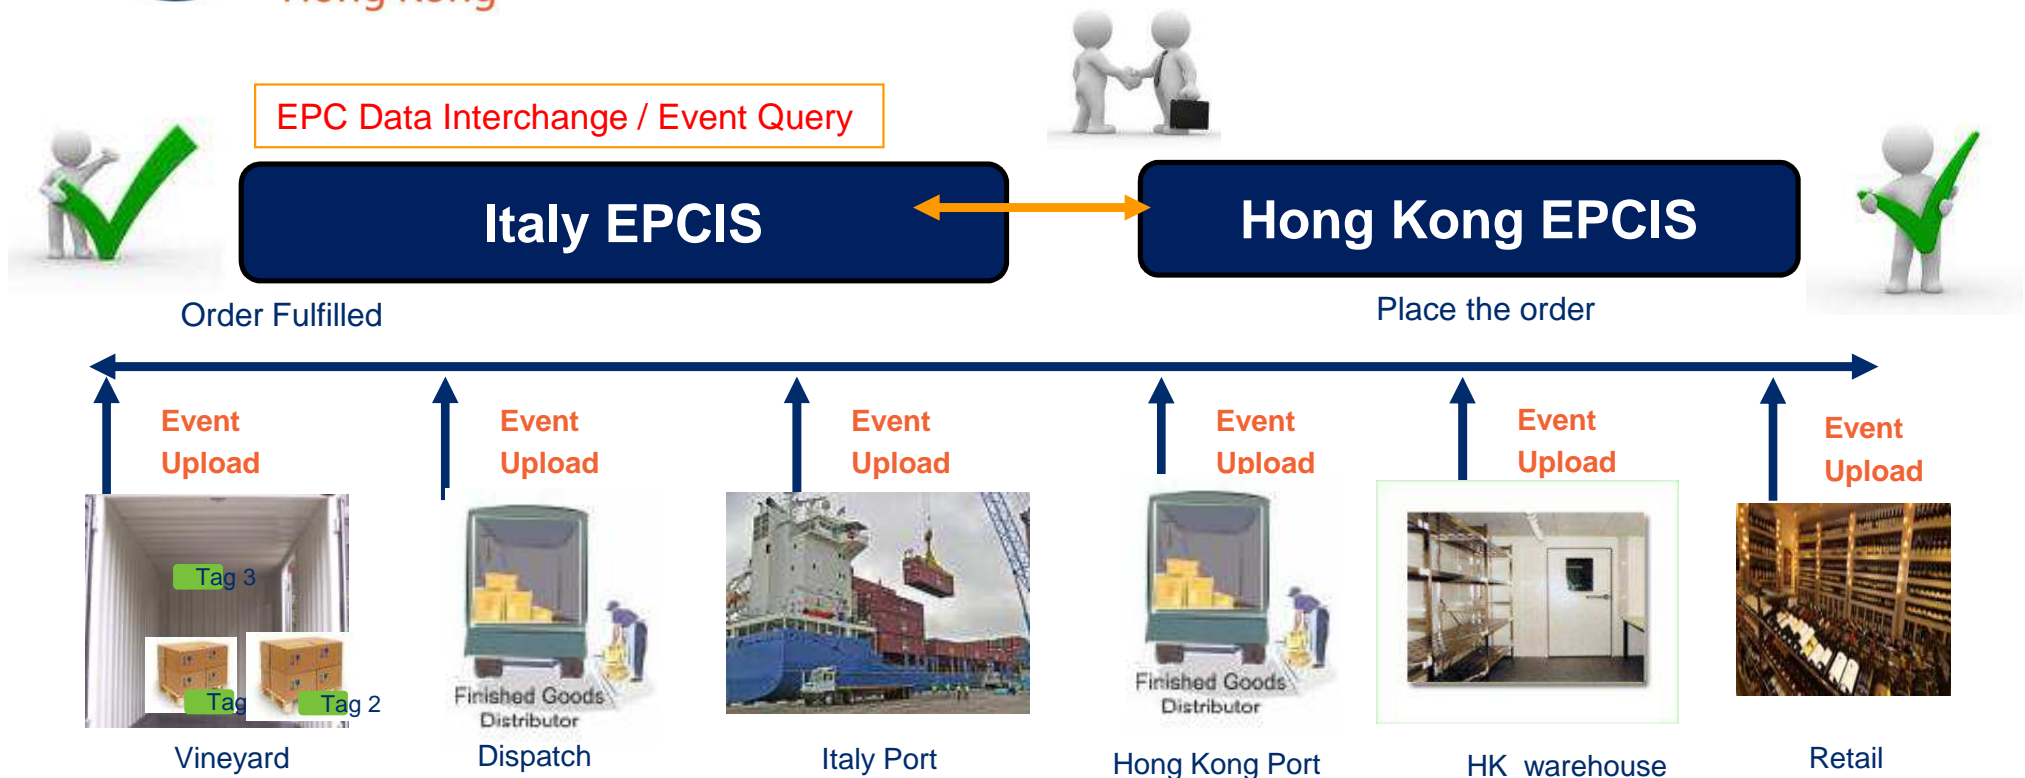 Hong Kong
EPC Data Interchange / Event Query
Italy EPCIS
Hong Kong EPCIS
Order Fulfilled
Place the order
Event
Upload
Event
Upload
Event
Upload
Event
Upload
Event
Upload
Event
Upload
Tag 3
Tag
Tag 2
Finished Goods
Distributor
Finished Goods
Distributor
Vineyard
Dispatch
Italy Port
Hong Kong Port
HK warehouse
Retail